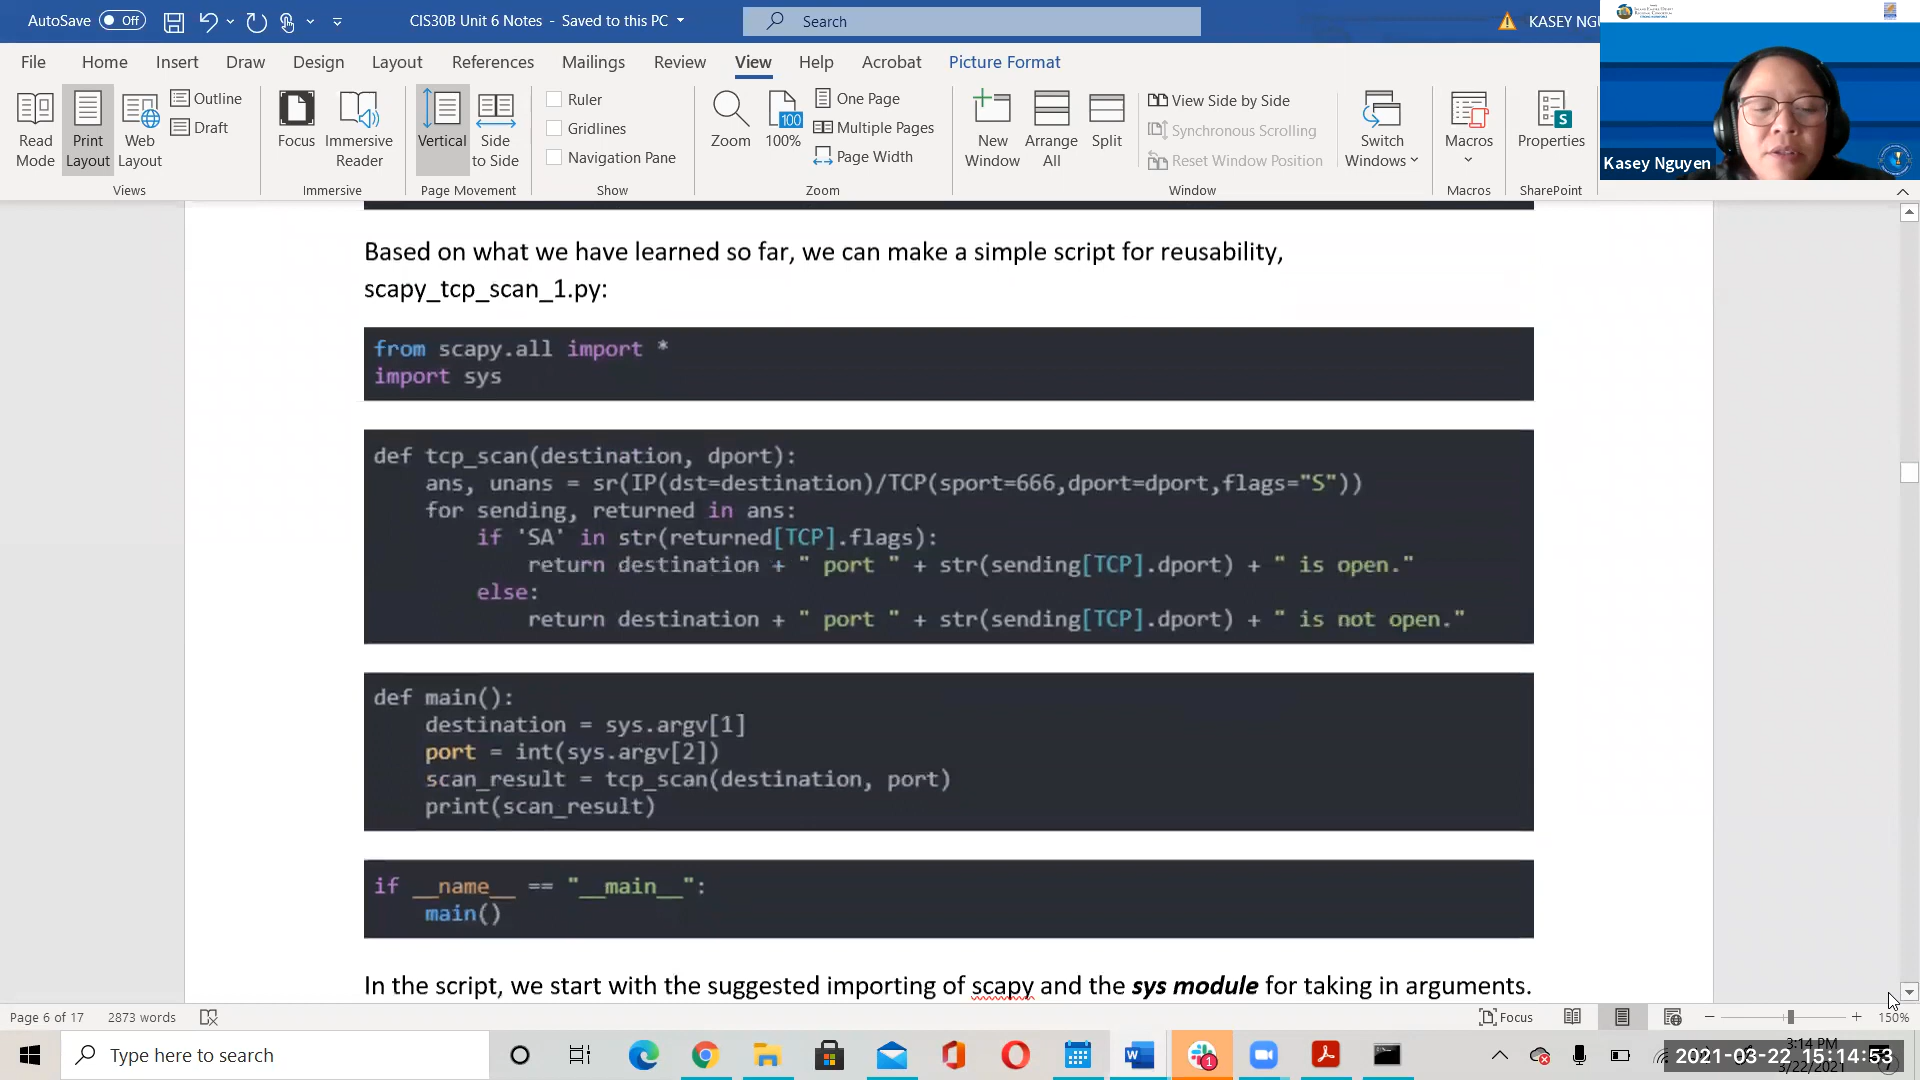 AutoSave Off
CIS30B Unit 6 Notes - Saved to this PC
Search
KASEY NGU
File Home Insert Draw Design Layout References Mailings Review View Help Acrobat Picture Format
Read Mode
Print Layout
Web Layout
Outline
Draft
Views
Focus
Immersive Reader
Immersive
Vertical
Side to Side
Page Movement
Ruler
Gridlines
Navigation Pane
Show
Zoom
100
100%
One Page
Multiple Pages
Page Width
Zoom
New Window
Arrange All
Split
View Side by Side
Synchronous Scrolling
Reset Window Position
Window
Switch Windows
Macros
Macros
Properties
SharePoint
Kasey Nguyen
Based on what we have learned so far, we can make a simple script for reusability,
scapy_tcp_scan_1.py:
from scapy.all import *
import sys
def tcp_scan(destination, dport):
    ans, unans = sr(IP(dst=destination)/TCP(sport=666,dport=dport,flags="S"))
    for sending, returned in ans:
        if 'SA' in str(returned[TCP].flags):
            return destination + " port " + str(sending[TCP].dport) + " is open."
        else:
            return destination + " port " + str(sending[TCP].dport) + " is not open."
def main():
    destination = sys.argv[1]
    port = int(sys.argv[2])
    scan_result = tcp_scan(destination, port)
    print(scan_result)
if __name__ == "__main__":
    main()
In the script, we start with the suggested importing of scapy and the sys module for taking in arguments.
Page 6 of 17 2873 words
Focus
150%
Type here to search
3:14 PM
2021-03-22 15:14:53